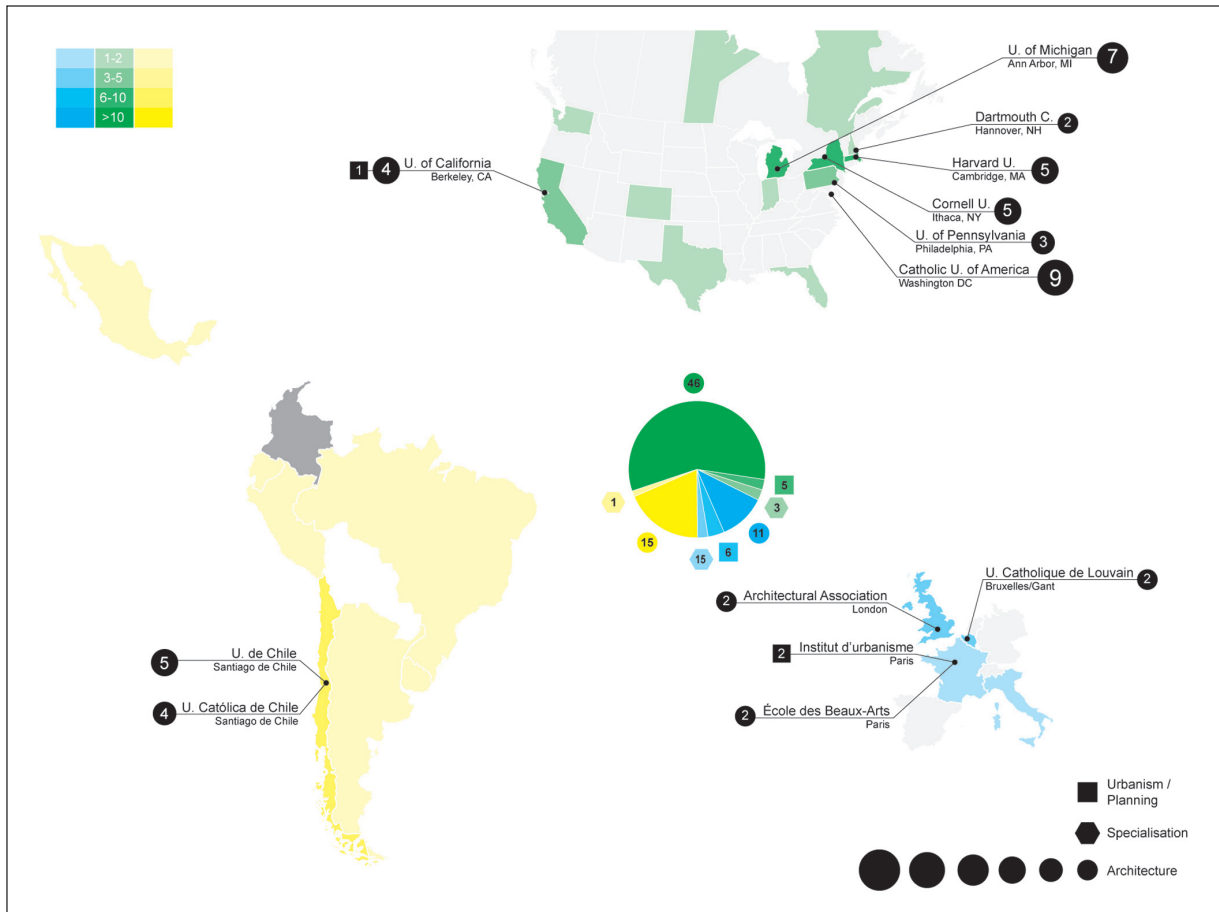 1-2
3-5
6-10
>10
U. of Michigan
Ann Arbor, MI
7
Dartmouth C.
Hannover, NH
2
Harvard U.
Cambridge, MA
5
Cornell U.
Ithaca, NY
5
U. of Pennsylvania
Philadelphia, PA
3
Catholic U. of America
Washington DC
9
1
4
U. of California
Berkeley, CA
46
5
3
11
6
15
15
1
U. Catholique de Louvain
Bruxelles/Gant
2
2
Architectural Association
London
2
Institut d'urbanisme
Paris
2
École des Beaux-Arts
Paris
5
U. de Chile
Santiago de Chile
4
U. Católica de Chile
Santiago de Chile
Urbanism /
Planning
Specialisation
Architecture